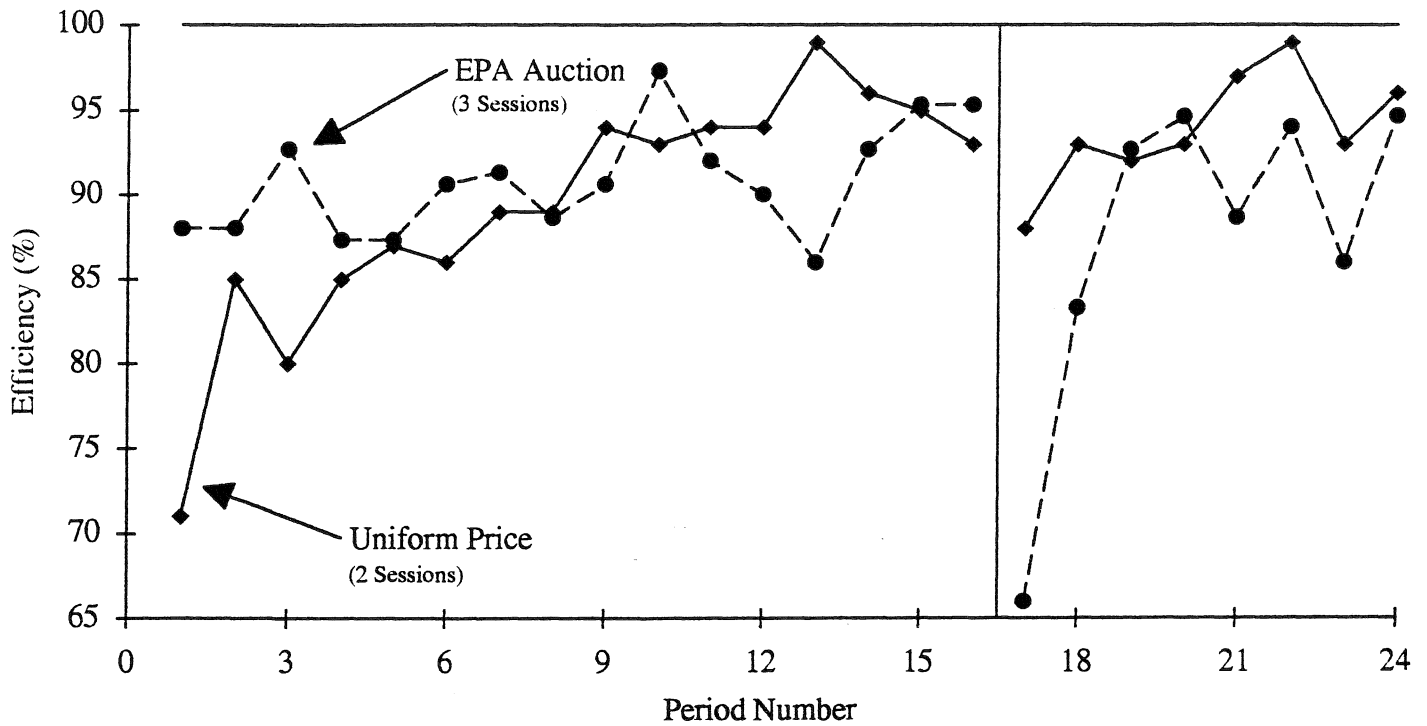 100
95
90
85
80
75
70
65
Efficiency (%)
EPA Auction
(3 Sessions)
Uniform Price
(2 Sessions)
0 3 6 9 12 15 18 21 24
Period Number